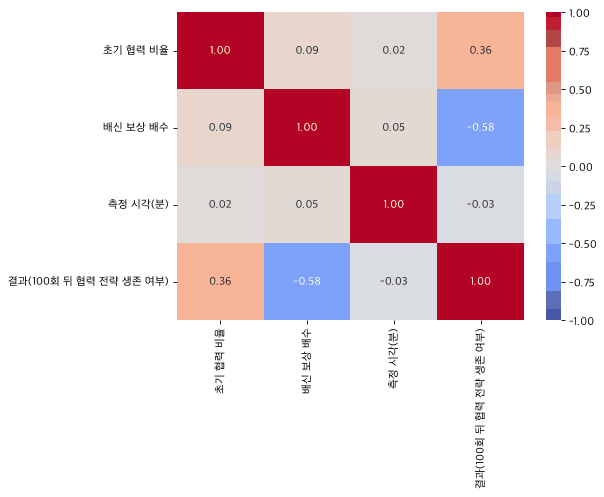 초기 협력 비율
배신 보상 배수
측정 시각(분)
결과(100회 뒤 협력 전략 생존 여부)
1.00 0.09 0.02 0.36
0.09 1.00 0.05 -0.58
0.02 0.05 1.00 -0.03
0.36 -0.58 -0.03 1.00
초기 협력 비율
배신 보상 배수
측정 시각(분)
결과(100회 뒤 협력 전략 생존 여부)
1.00
0.75
0.50
0.25
0.00
-0.25
-0.50
-0.75
-1.00